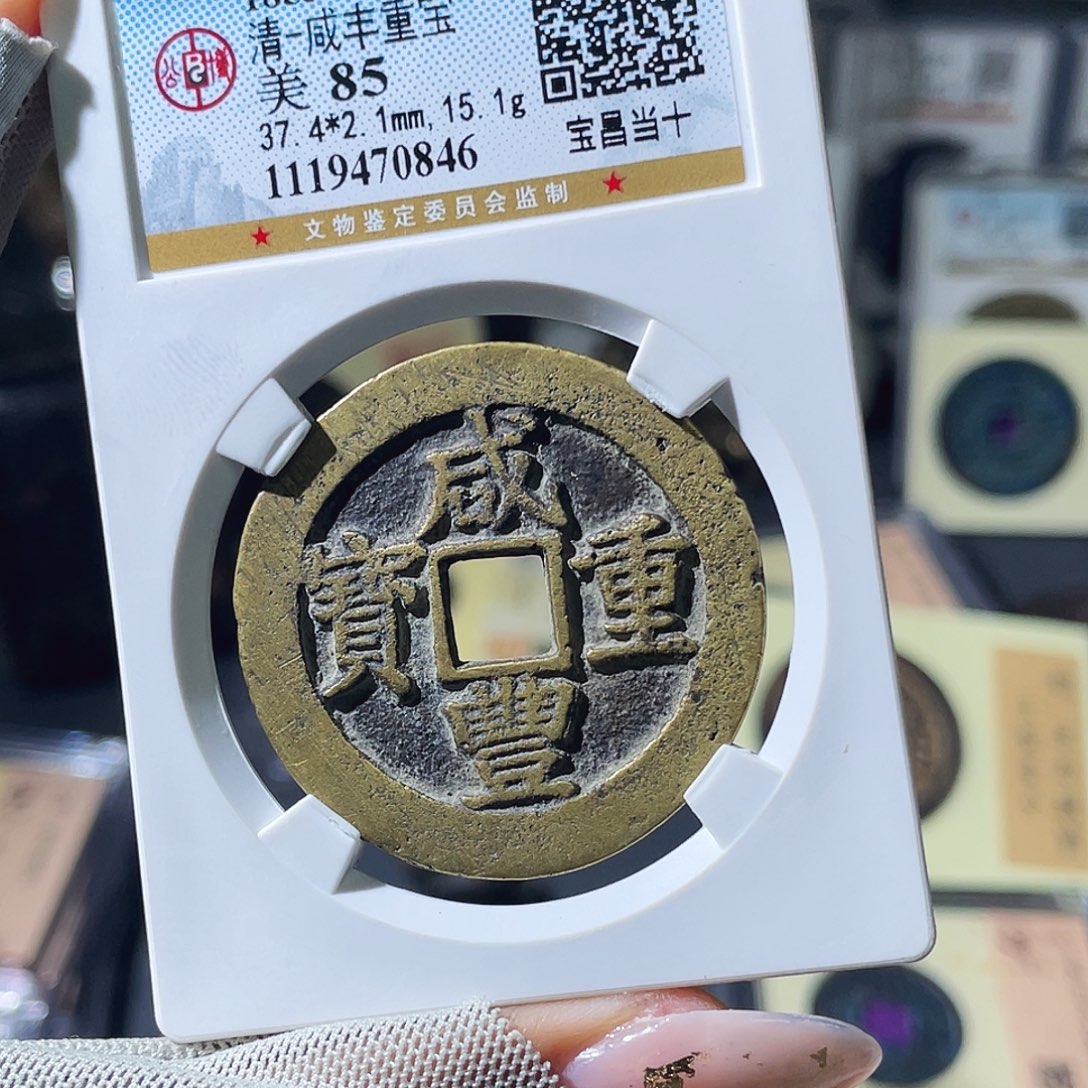 清-咸丰重宝
美 85
37.4*2.1mm, 15.1g
宝昌当十
1119470846
★ 文物鉴定委员会监制 ★
咸
寶 重
豐